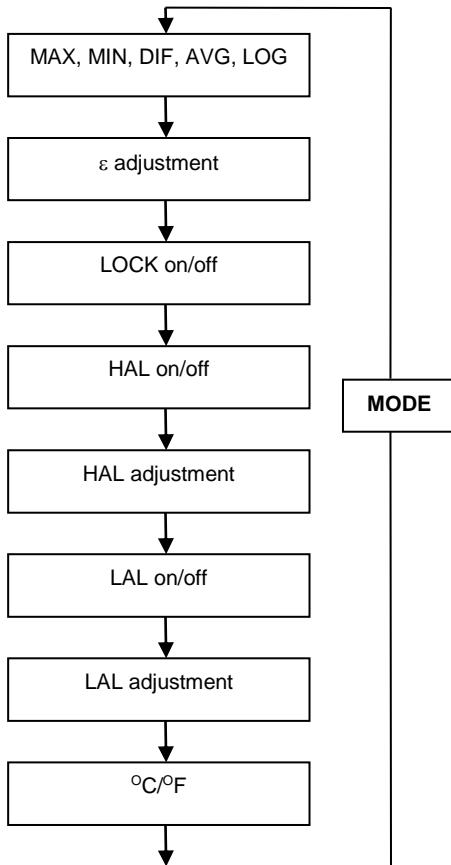 MAX, MIN, DIF, AVG, LOG
ε adjustment
LOCK on/off
HAL on/off
MODE
HAL adjustment
LAL on/off
LAL adjustment
ᴼC/ᴼF